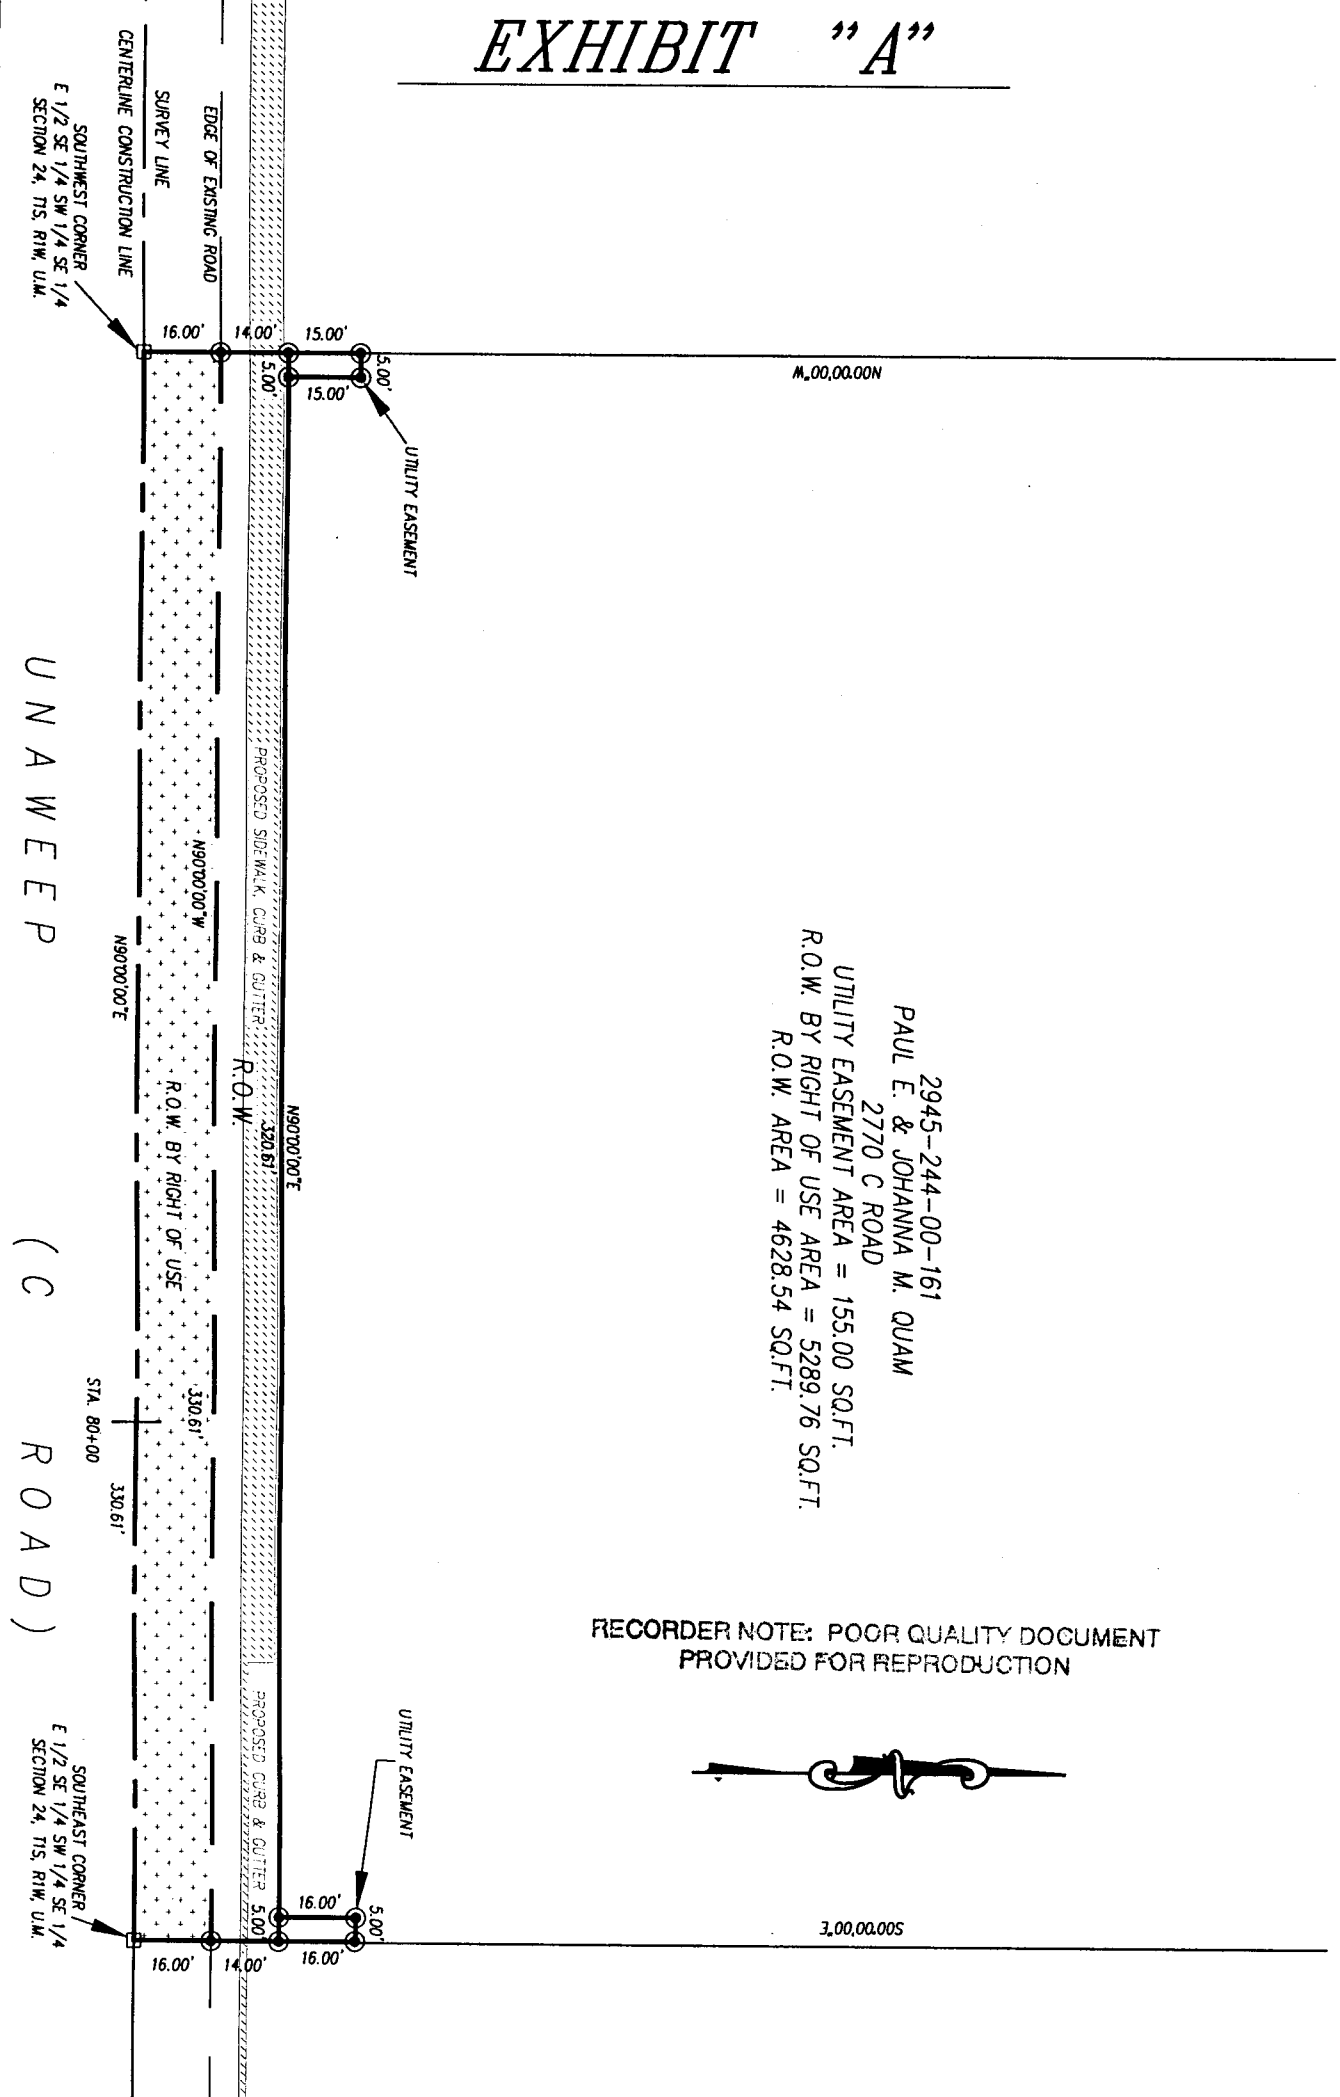 EXHIBIT "A"
CENTERLINE CONSTRUCTION LINE
SURVEY LINE
EDGE OF EXISTING ROAD
SOUTHWEST CORNER
E 1/2 SE 1/4 SW 1/4 SE 1/4
SECTION 24, T1S, R1W, U.M.
16.00'
14.00'
15.00'
5.00'
5.00'
15.00'
UTILITY EASEMENT
N00°00'00"W
2945-244-00-161
PAUL E. & JOHANNA M. QUAM
2770 C ROAD
UTILITY EASEMENT AREA = 155.00 SQ.FT.
R.O.W. BY RIGHT OF USE AREA = 5289.76 SQ.FT.
R.O.W. AREA = 4628.54 SQ.FT.
PROPOSED SIDEWALK, CURB & GUTTER
N90°00'00"E
320.61'
R.O.W.
N90°00'00"W
330.61'
R.O.W. BY RIGHT OF USE
N90°00'00"E
STA. 80+00
330.61'
UNAWEEP (C ROAD)
RECORDER NOTE: POOR QUALITY DOCUMENT
PROVIDED FOR REPRODUCTION
UTILITY EASEMENT
PROPOSED CURB & GUTTER
5.00'
16.00'
5.00'
S00°00'00"E
16.00'
14.00'
16.00'
SOUTHEAST CORNER
E 1/2 SE 1/4 SW 1/4 SE 1/4
SECTION 24, T1S, R1W, U.M.